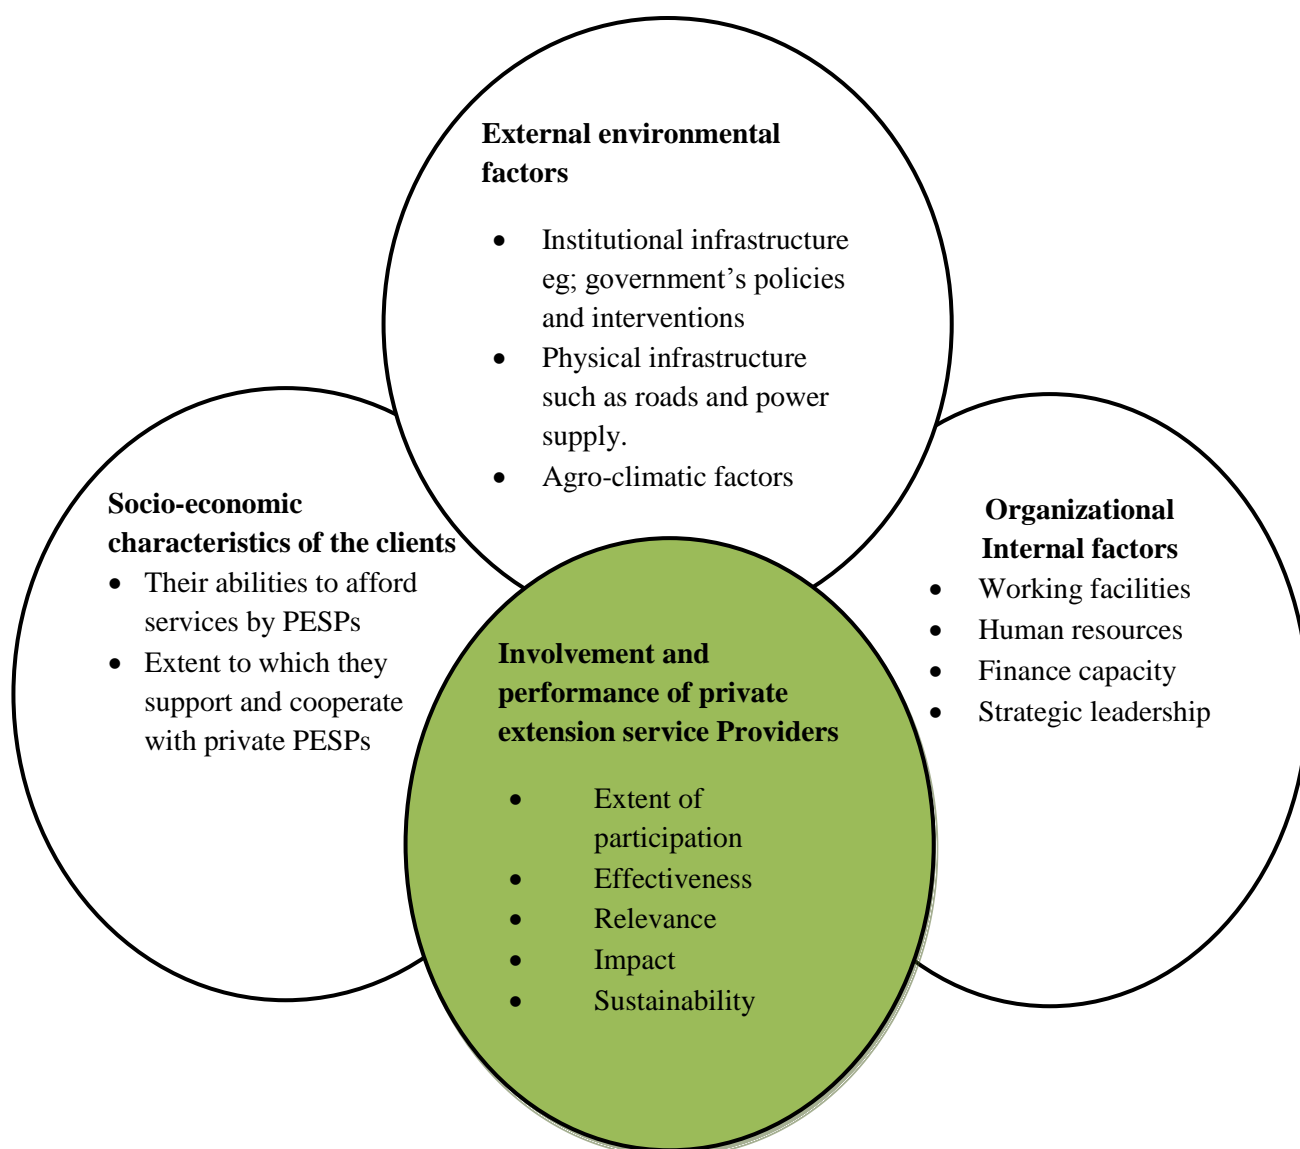 External environmental
factors
• Institutional infrastructure
eg; government’s policies
and interventions
• Physical infrastructure
such as roads and power
supply.
• Agro-climatic factors
Socio-economic
characteristics of the clients
• Their abilities to afford
services by PESPs
• Extent to which they
support and cooperate
with private PESPs
Organizational
Internal factors
• Working facilities
• Human resources
• Finance capacity
• Strategic leadership
Involvement and
performance of private
extension service Providers
• Extent of
participation
• Effectiveness
• Relevance
• Impact
• Sustainability